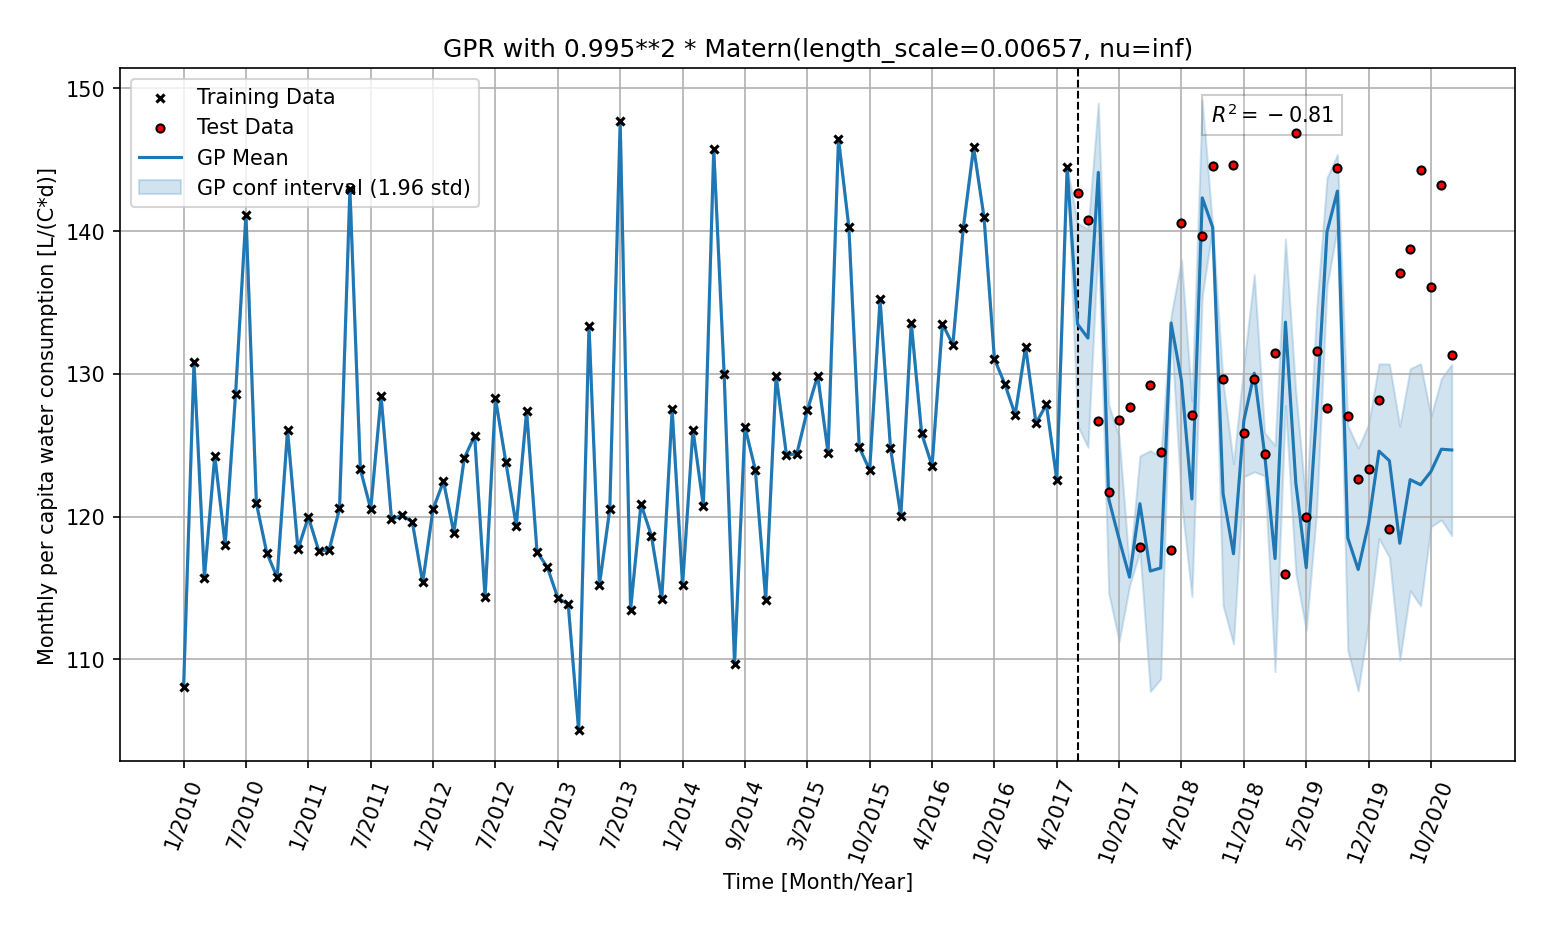 GPR with 0.995**2 * Matern(length_scale=0.00657, nu=inf)
Training Data
Test Data
GP Mean
GP conf interval (1.96 std)
R² = −0.81
Monthly per capita water consumption [L/(C*d)]
150
140
130
120
110
1/2010 7/2010 1/2011 7/2011 1/2012 7/2012 1/2013 7/2013 1/2014 9/2014 3/2015 10/2015 4/2016 10/2016 4/2017 10/2017 4/2018 11/2018 5/2019 12/2019 10/2020
Time [Month/Year]